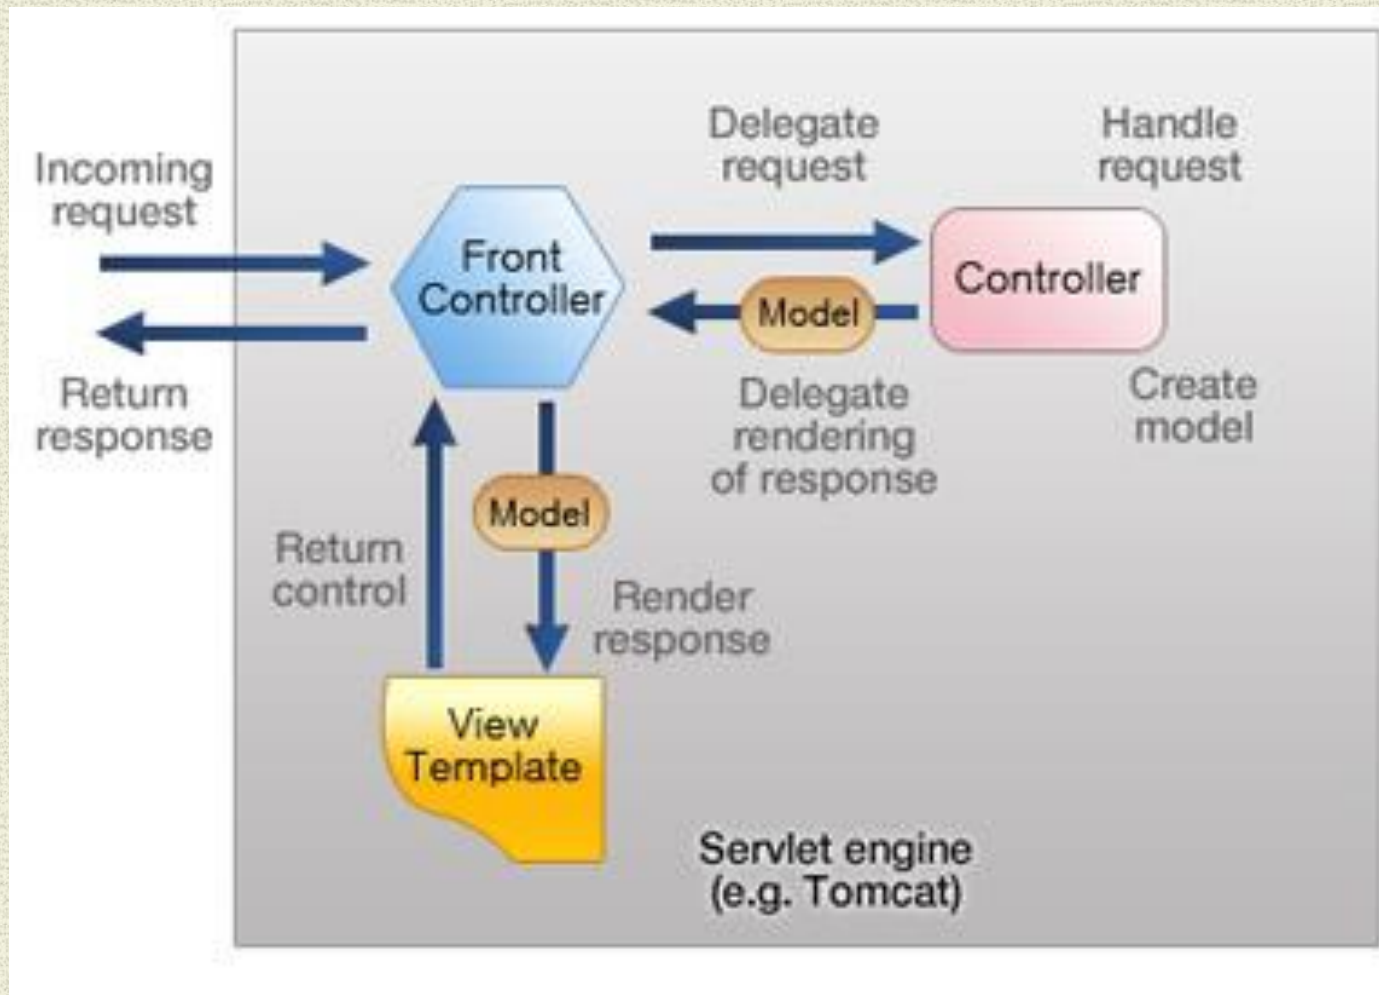 Incoming
request
Return
response
Front
Controller
Delegate
request
Handle
request
Controller
Model
Delegate
rendering
of response
Create
model
Model
Return
control
Render
response
View
Template
Servlet engine
(e.g. Tomcat)